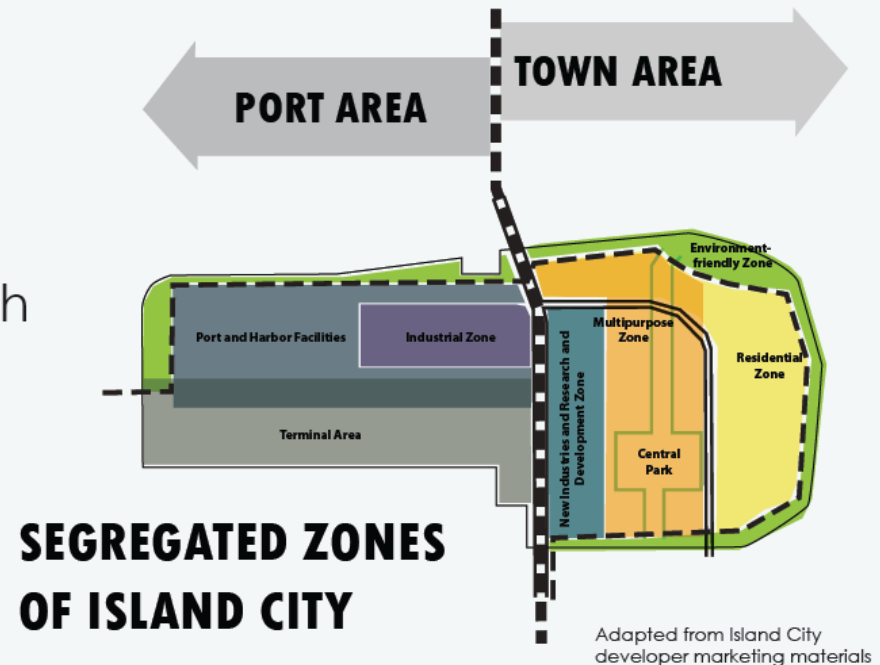 TOWN AREA
PORT AREA
Environment-
friendly Zone
h
Port and Harbor Facilities
Industrial Zone
Multipurpose
Zone
Residential
Zone
New Industries and Research and
Development Zone
Terminal Area
Central
Park
SEGREGATED ZONES
OF ISLAND CITY
Adapted from Island City
developer marketing materials